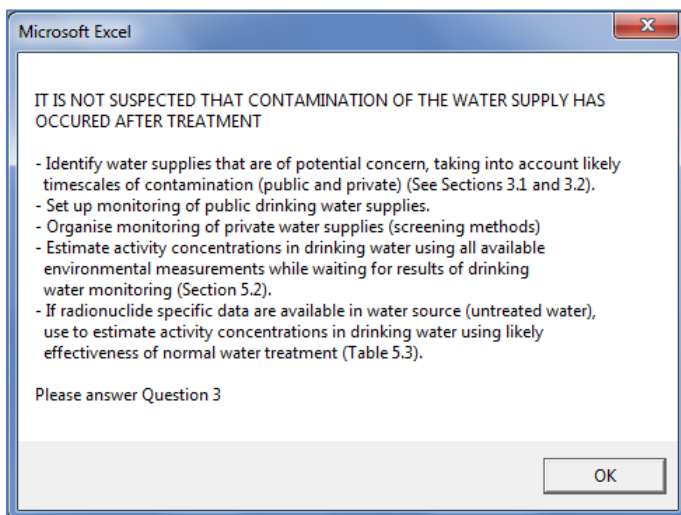 Microsoft Excel
IT IS NOT SUSPECTED THAT CONTAMINATION OF THE WATER SUPPLY HAS
OCCURED AFTER TREATMENT
- Identify water supplies that are of potential concern, taking into account likely
timescales of contamination (public and private) (See Sections 3.1 and 3.2).
- Set up monitoring of public drinking water supplies.
- Organise monitoring of private water supplies (screening methods)
- Estimate activity concentrations in drinking water using all available
environmental measurements while waiting for results of drinking
water monitoring (Section 5.2).
- If radionuclide specific data are available in water source (untreated water),
use to estimate activity concentrations in drinking water using likely
effectiveness of normal water treatment (Table 5.3).
Please answer Question 3
OK